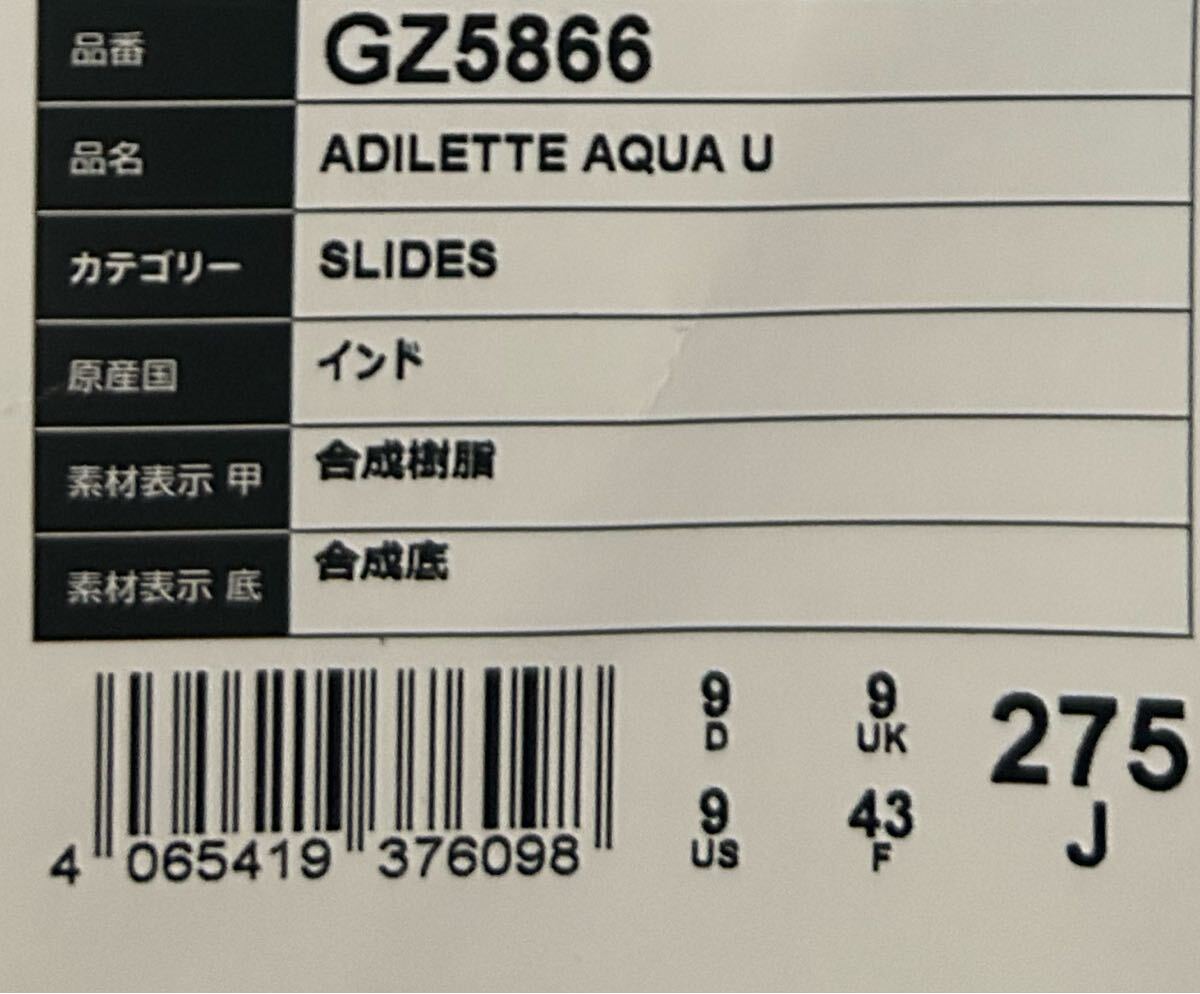 品番 GZ5866
品名 ADILETTE AQUA U
カテゴリー SLIDES
原産国 インド
素材表示 甲 合成樹脂
素材表示 底 合成底
9 9 275
D UK
9 43 J
US F
4 065419 376098